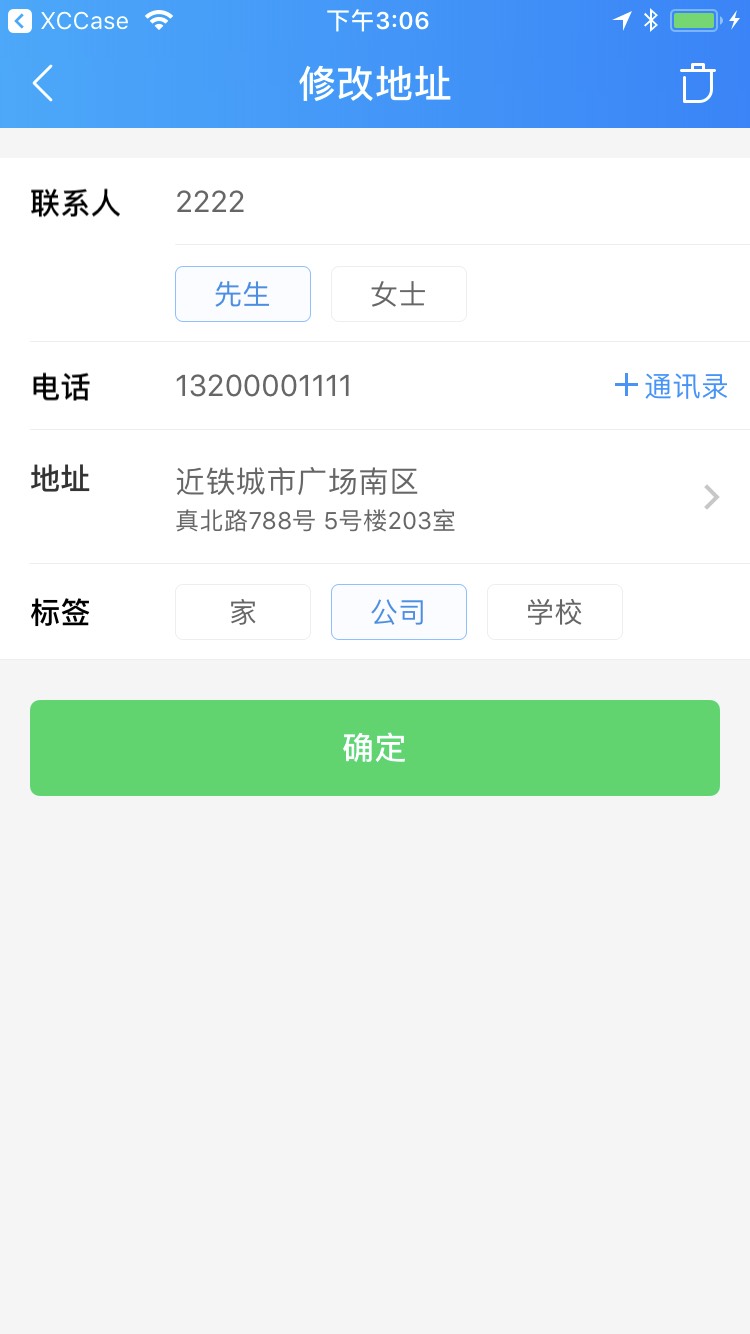 XCCase 下午3:06
修改地址
联系人 2222
先生 女士
电话 13200001111 +通讯录
地址 近铁城市广场南区
真北路788号 5号楼203室
标签 家 公司 学校
确定